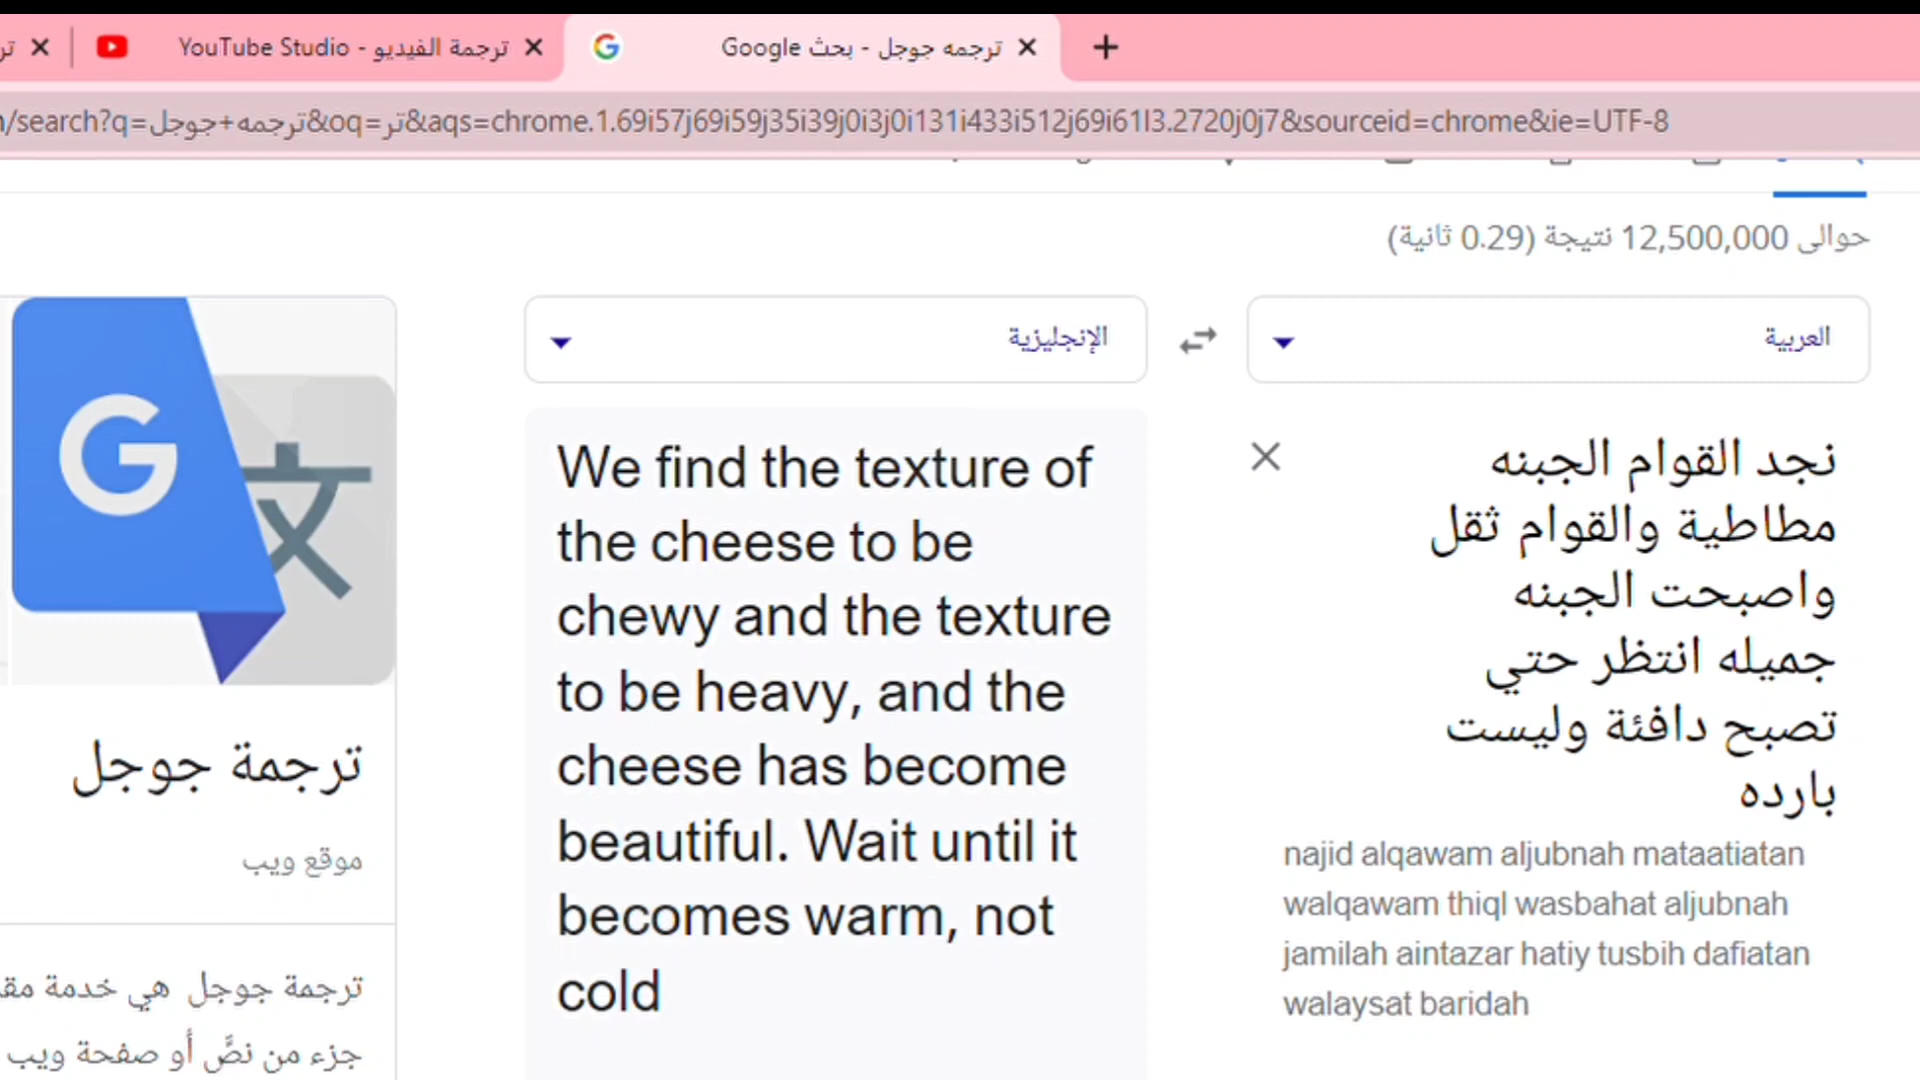 تر
ترجمة الفيديو - YouTube Studio
ترجمه جوجل - بحث Google
/search?q=ترجمه+جوجل&oq=تر&aqs=chrome.1.69i57j69i59j35i39j0i3j0i131i433i512j69i61l3.2720j0j7&sourceid=chrome&ie=UTF-8
حوالى 12,500,000 نتيجة (0.29 ثانية)
العربية
الإنجليزية
نجد القوام الجبنه
مطاطية والقوام ثقل
واصبحت الجبنه
جميله انتظر حتي
تصبح دافئة وليست
بارده
najid alqawam aljubnah mataatiatan
walqawam thiql wasbahat aljubnah
jamilah aintazar hatiy tusbih dafiatan
walaysat baridah
We find the texture of
the cheese to be
chewy and the texture
to be heavy, and the
cheese has become
beautiful. Wait until it
becomes warm, not
cold
G 文
ترجمة جوجل
موقع ويب
ترجمة جوجل هي خدمة
جزء من نصٍّ أو صفحة ويب